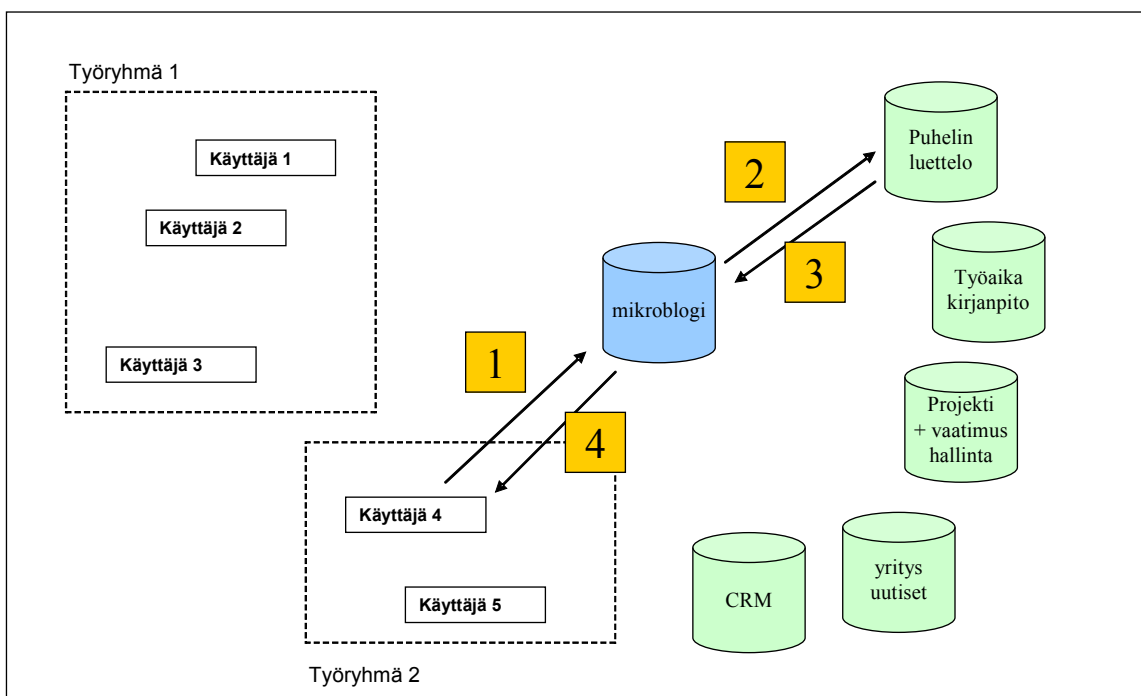 Työryhmä 1
Käyttäjä 1
Käyttäjä 2
Käyttäjä 3
1
4
2
3
mikroblogi
Puhelin
luettelo
Työaika
kirjanpito
Projekti
+ vaatimus
hallinta
yritys
uutiset
CRM
Käyttäjä 4
Käyttäjä 5
Työryhmä 2